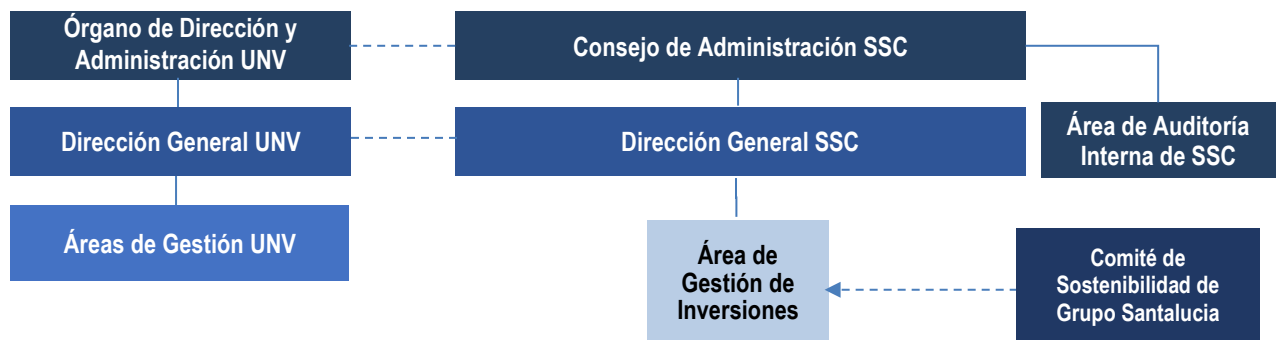 Órgano de Dirección y
Administración UNV
Consejo de Administración SSC
Dirección General UNV
Dirección General SSC
Área de Auditoría
Interna de SSC
Áreas de Gestión UNV
Área de
Gestión de
Inversiones
Comité de
Sostenibilidad de
Grupo Santalucia